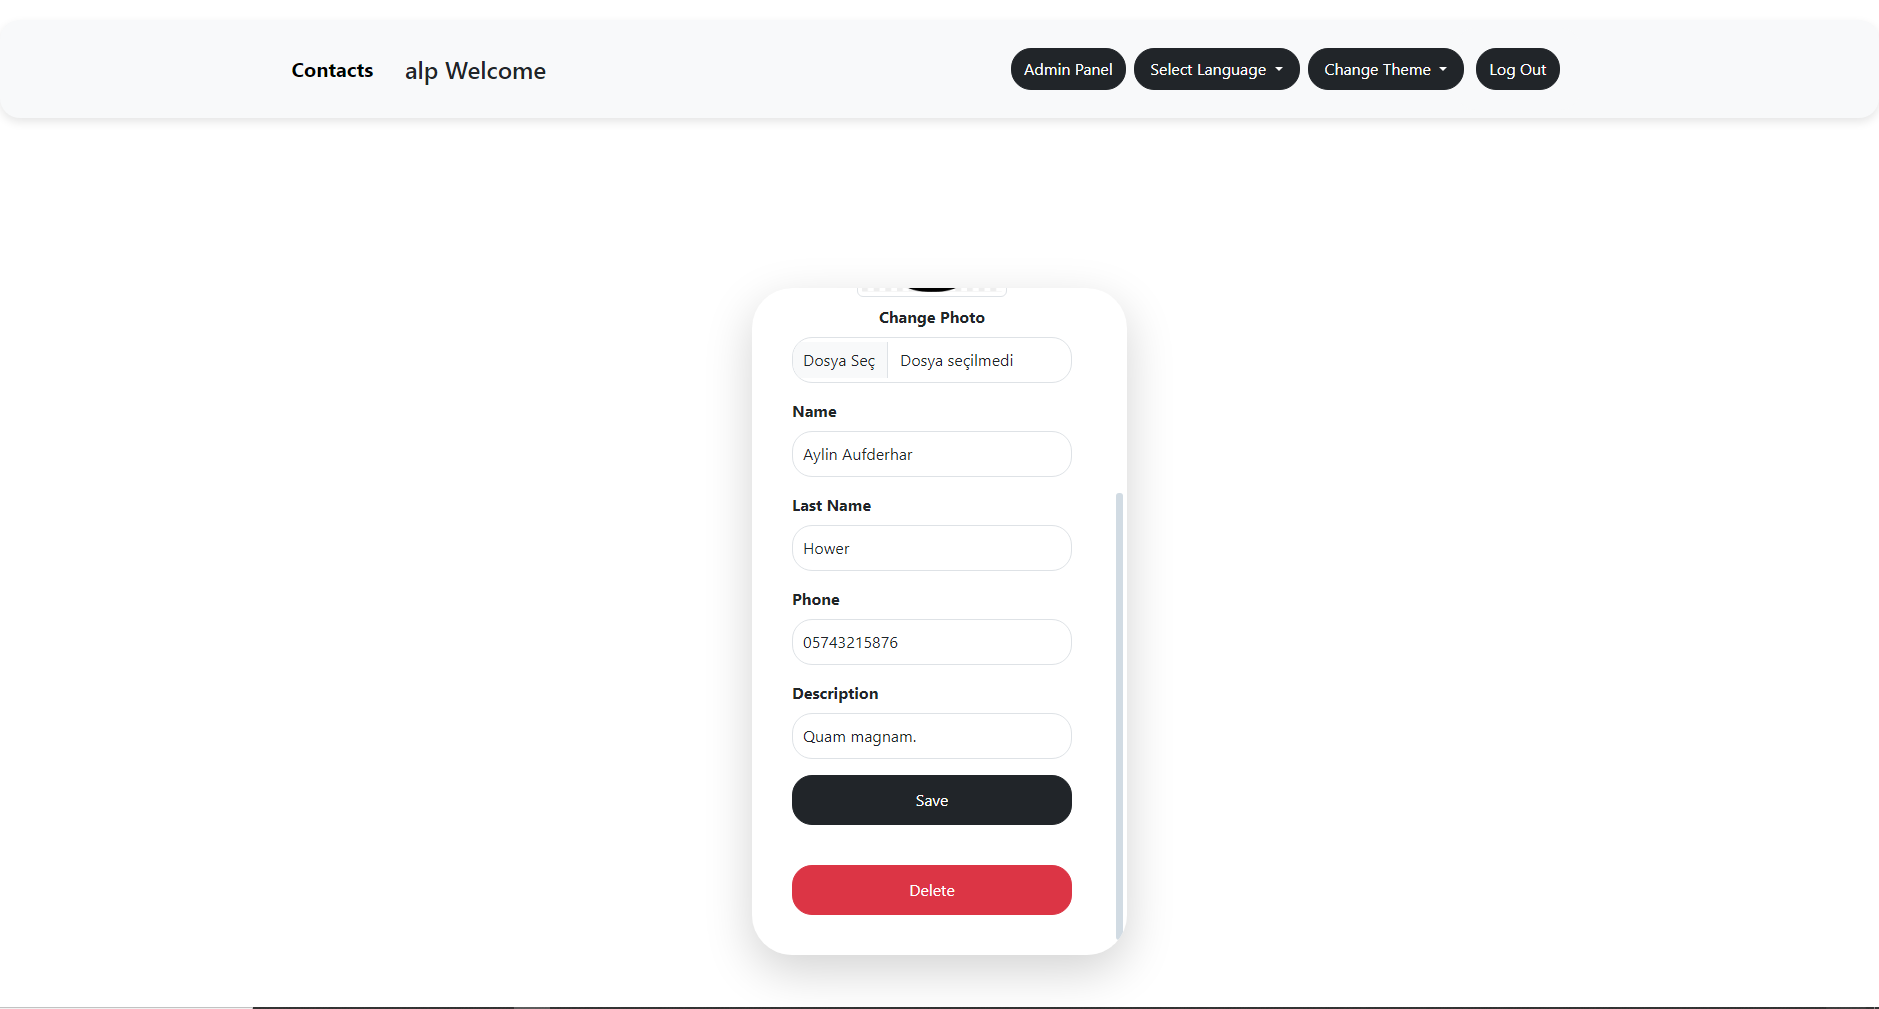 Contacts
alp Welcome
Admin Panel
Select Language
Change Theme
Log Out
Change Photo
Dosya Seç
Dosya seçilmedi
Name
Aylin Aufderhar
Last Name
Hower
Phone
05743215876
Description
Quam magnam.
Save
Delete